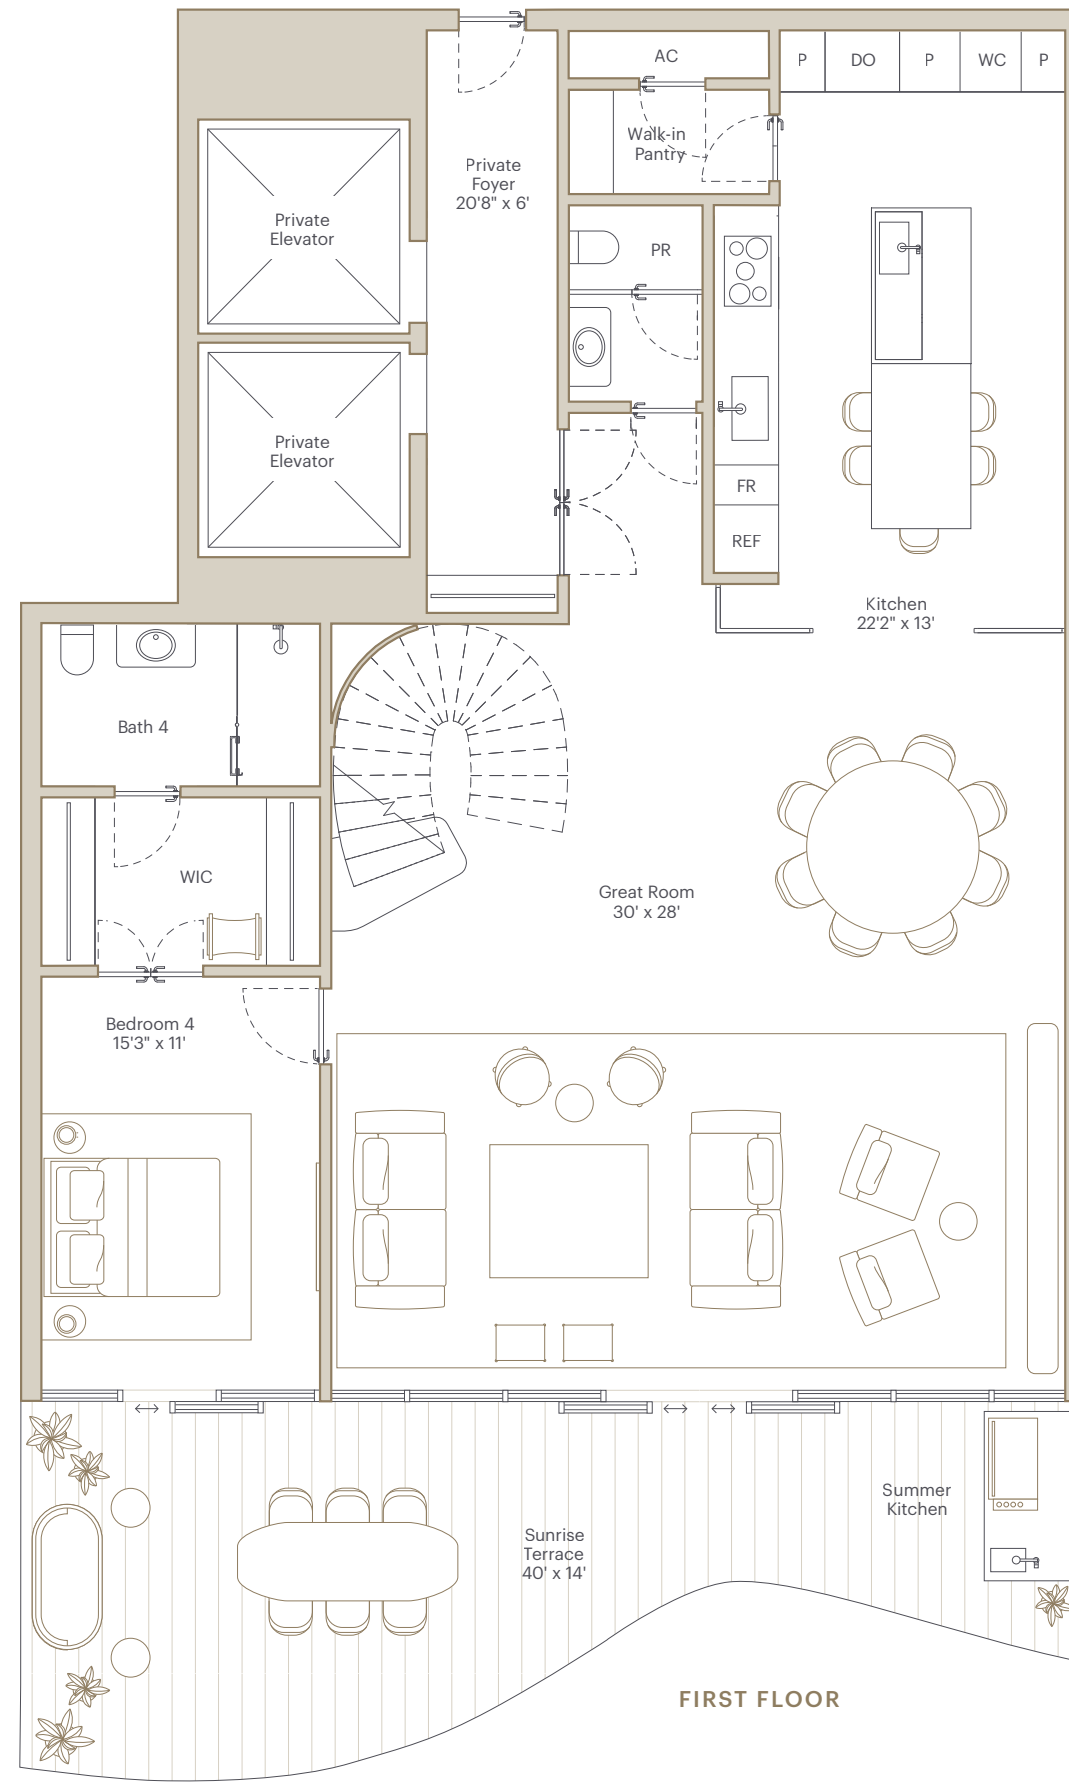 AC
P
DO
P
WC
P
Walk-in
Pantry
Private
Foyer
20'8" x 6'
Private
Elevator
PR
Private
Elevator
FR
REF
Kitchen
22'2" x 13'
Bath 4
WIC
Great Room
30' x 28'
Bedroom 4
15'3" x 11'
Summer
Kitchen
Sunrise
Terrace
40' x 14'
FIRST FLOOR